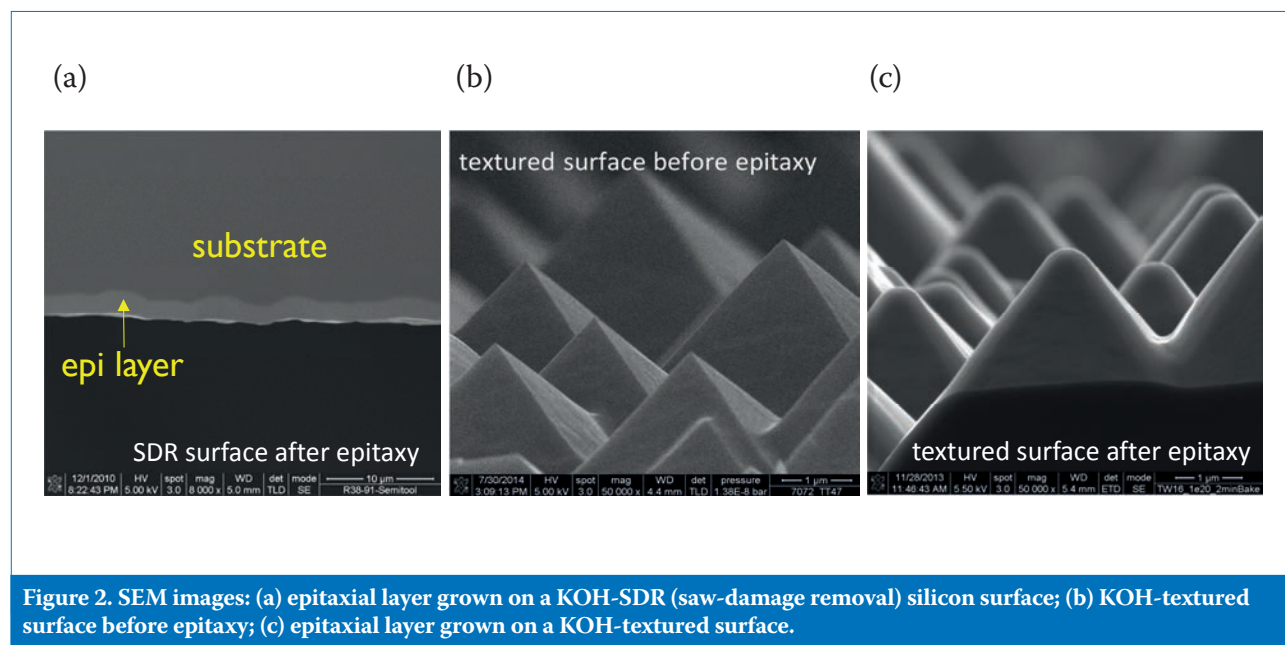 (a)
(b)
(c)
substrate
epi layer
SDR surface after epitaxy
12/1/2010 HV spot mag WD det mode 10 µm
8:22:43 PM 5.00 kV 3.0 8 000 x 5.0 mm TLD SE R38-91-Semitool
textured surface before epitaxy
7/30/2014 HV spot mag WD det pressure 1 µm
3:09:13 PM 5.00 kV 3.0 50 000 x 4.4 mm TLD 1.38E-8 bar 7072_TT47
textured surface after epitaxy
11/28/2013 HV spot mag WD det mode 1 µm
11:46:43 AM 5.50 kV 3.0 50 000 x 5.4 mm ETD SE TW16_1e20_2minBake
Figure 2. SEM images: (a) epitaxial layer grown on a KOH-SDR (saw-damage removal) silicon surface; (b) KOH-textured
surface before epitaxy; (c) epitaxial layer grown on a KOH-textured surface.